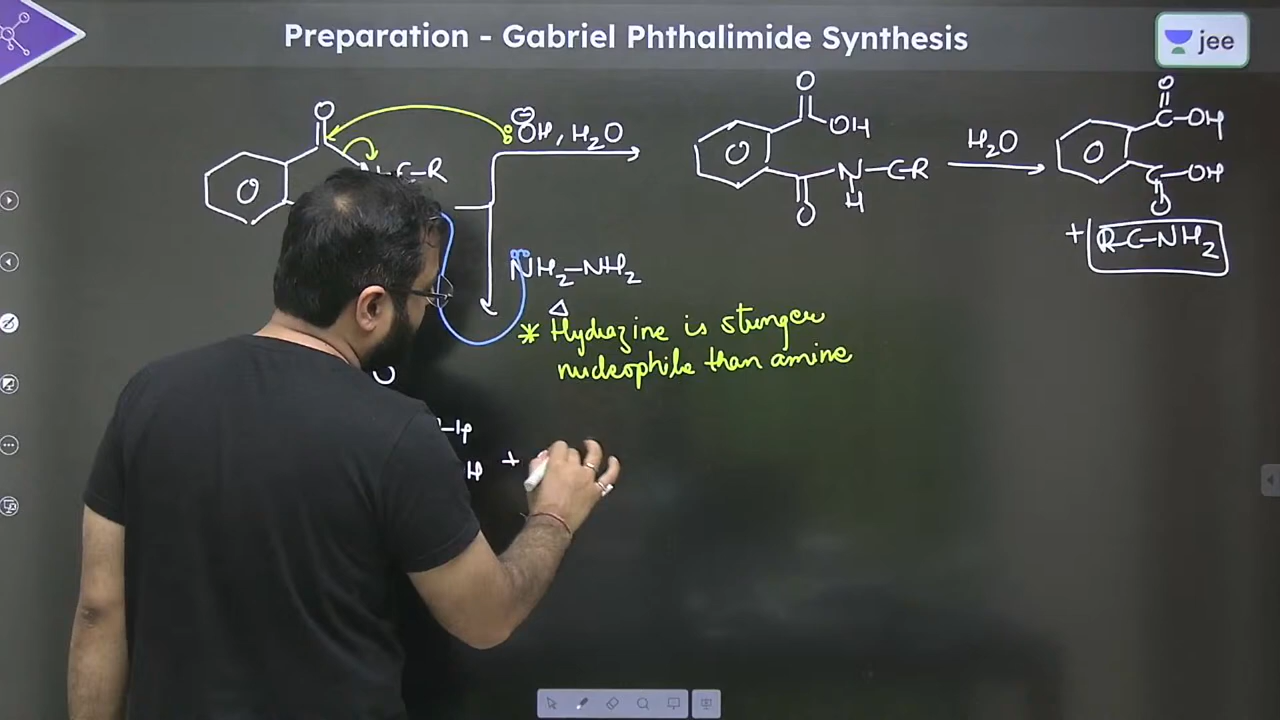 Preparation - Gabriel Phthalimide Synthesis
jee
O
N-C-R
⊖
OH, H2O
O
OH
N-C-R
H
O
H2O
O
C-OH
C-OH
O
+ R-C-NH2
NH2-NH2
Δ
* Hydrazine is stronger
nucleophile than amine
+